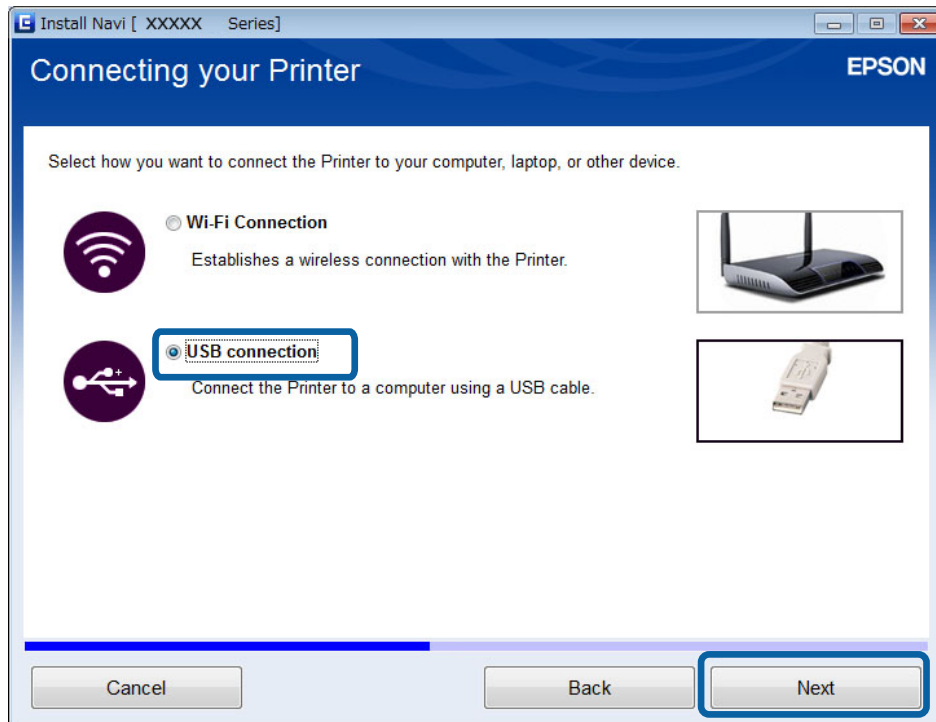 Install Navi [ XXXXX Series]
Connecting your Printer
EPSON
Select how you want to connect the Printer to your computer, laptop, or other device.
Wi-Fi Connection
Establishes a wireless connection with the Printer.
USB connection
Connect the Printer to a computer using a USB cable.
Cancel
Back
Next